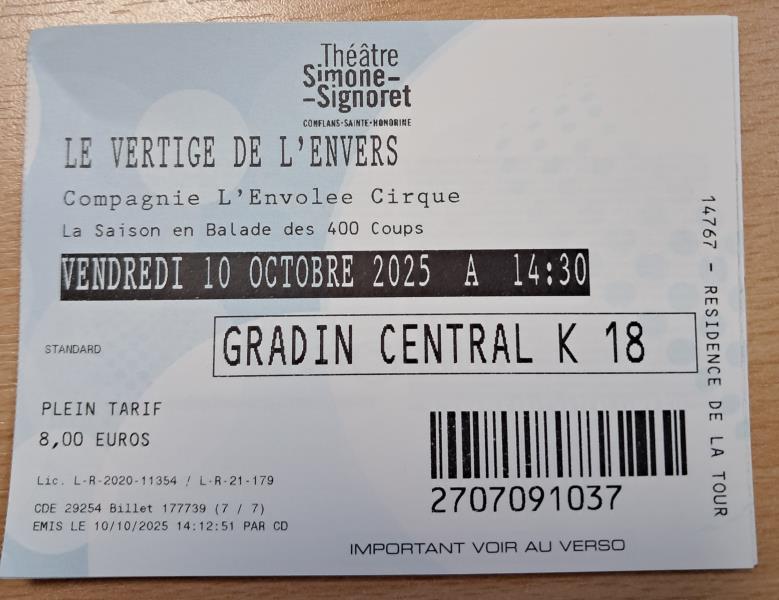 Théâtre
Simone-
-Signoret
CONFLANS-SAINTE-HONORINE
LE VERTIGE DE L'ENVERS
Compagnie L'Envolee Cirque
La Saison en Balade des 400 Coups
VENDREDI 10 OCTOBRE 2025 A 14:30
STANDARD
GRADIN CENTRAL K 18
PLEIN TARIF
8,00 EUROS
Lic. L-R-2020-11354 / L-R-21-179
CDE 29254 Billet 177739 (7 / 7)
EMIS LE 10/10/2025 14:12:51 PAR CD
2707091037
IMPORTANT VOIR AU VERSO
14767 - RESIDENCE DE LA TOUR